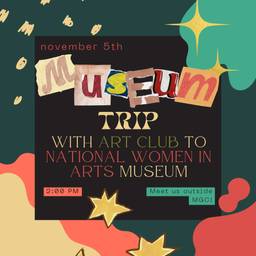 november 5th
MUSEUM
TRIP
WITH ART CLUB TO
NATIONAL WOMEN IN
ARTS MUSEUM
2:00 PM
Meet us outside
MGC!